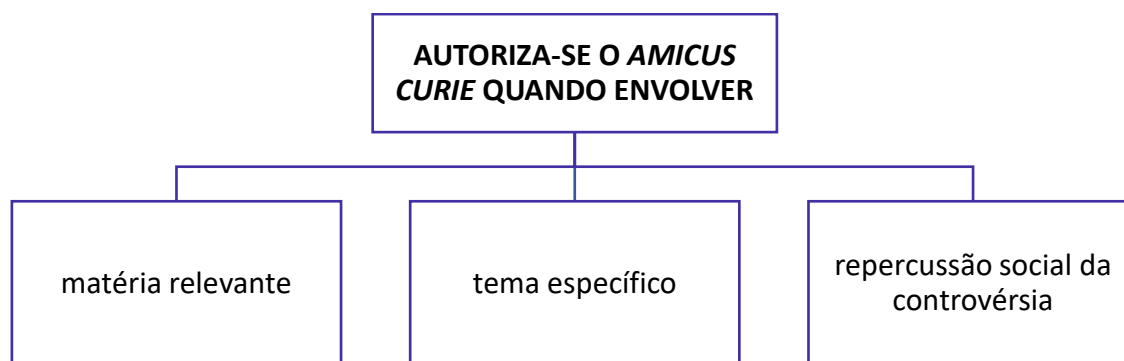 AUTORIZA-SE O AMICUS
CURIE QUANDO ENVOLVER
matéria relevante
tema específico
repercussão social da
controvérsia